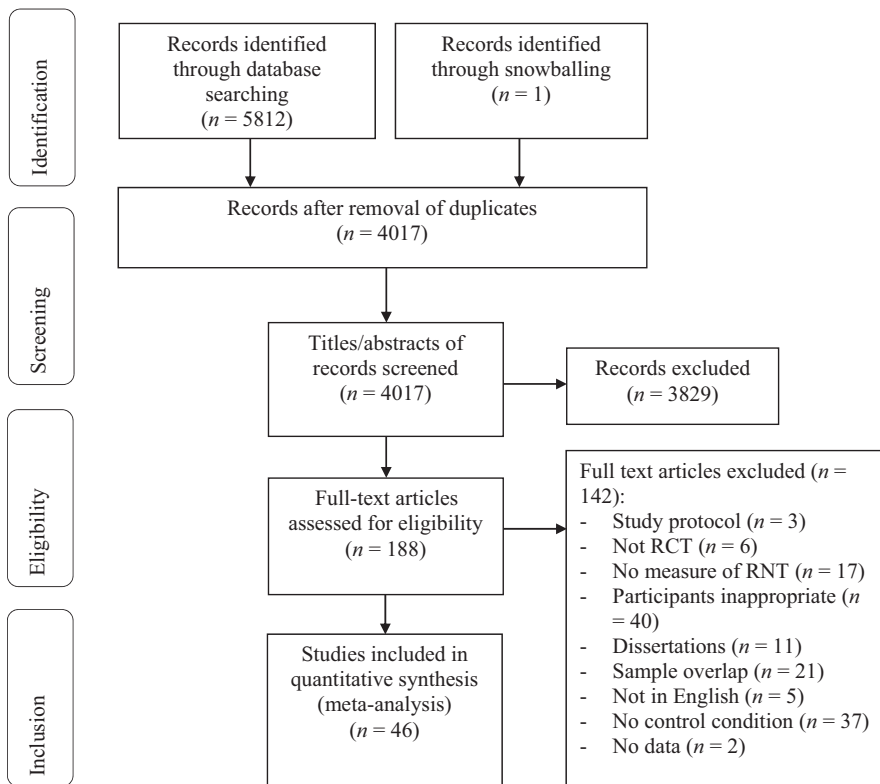 Identification
Records identified
through database
searching
(n = 5812)
Records identified
through snowballing
(n = 1)
Records after removal of duplicates
(n = 4017)
Screening
Titles/abstracts of
records screened
(n = 4017)
Records excluded
(n = 3829)
Eligibility
Full-text articles
assessed for eligibility
(n = 188)
Full text articles excluded (n =
142):
- Study protocol (n = 3)
- Not RCT (n = 6)
- No measure of RNT (n = 17)
- Participants inappropriate (n
= 40)
- Dissertations (n = 11)
- Sample overlap (n = 21)
- Not in English (n = 5)
- No control condition (n = 37)
- No data (n = 2)
Inclusion
Studies included in
quantitative synthesis
(meta-analysis)
(n = 46)